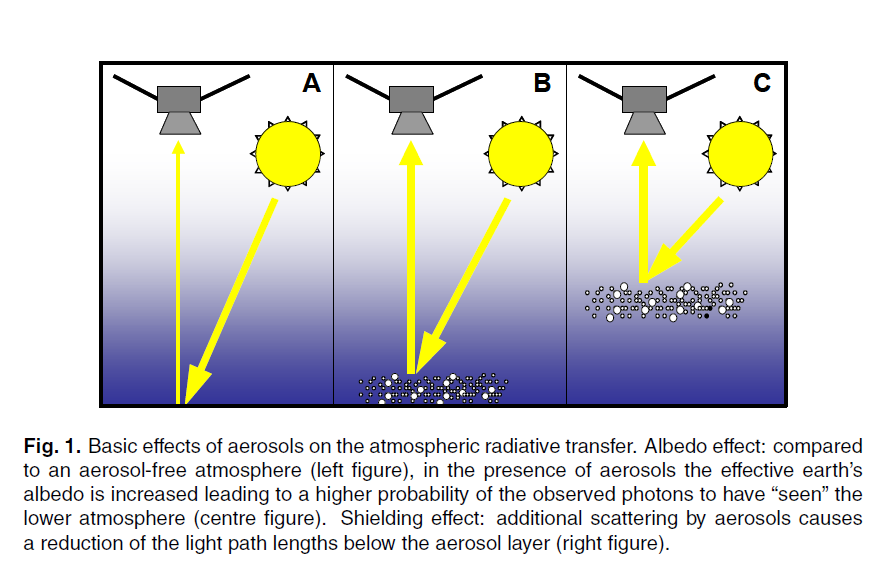 A
B
C
Fig. 1. Basic effects of aerosols on the atmospheric radiative transfer. Albedo effect: compared
to an aerosol-free atmosphere (left figure), in the presence of aerosols the effective earth’s
albedo is increased leading to a higher probability of the observed photons to have “seen” the
lower atmosphere (centre figure). Shielding effect: additional scattering by aerosols causes
a reduction of the light path lengths below the aerosol layer (right figure).